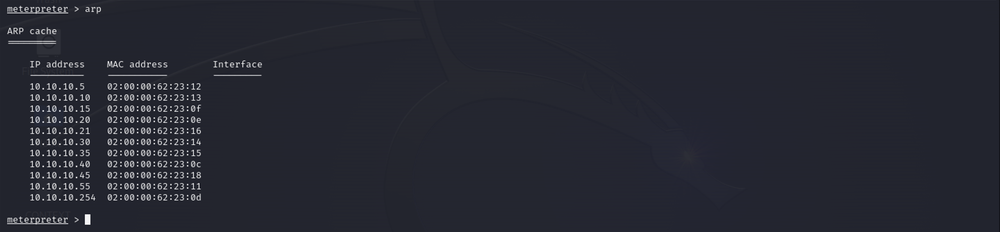 Trash
meterpreter > arp
ARP cache
=========
IP address MAC address Interface
---------- ----------- ---------
10.10.10.5 02:00:00:62:23:12
10.10.10.10 02:00:00:62:23:13
10.10.10.15 02:00:00:62:23:0f
10.10.10.20 02:00:00:62:23:0e
10.10.10.21 02:00:00:62:23:16
10.10.10.30 02:00:00:62:23:14
10.10.10.35 02:00:00:62:23:15
10.10.10.40 02:00:00:62:23:0c
10.10.10.45 02:00:00:62:23:18
10.10.10.55 02:00:00:62:23:11
10.10.10.254 02:00:00:62:23:0d
File System
CONTEXT
meterpreter >